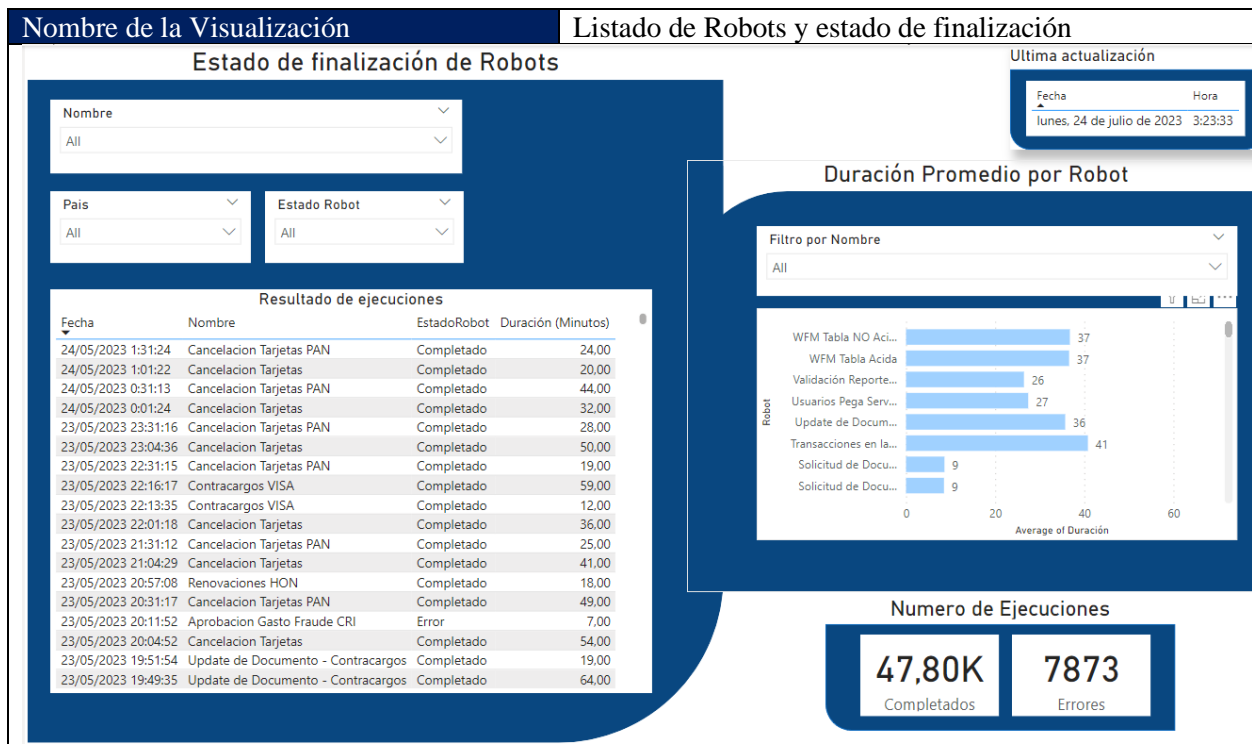 Nombre de la Visualización Listado de Robots y estado de finalización
Estado de finalización de Robots
Nombre
All
Pais Estado Robot
All All
Resultado de ejecuciones
Fecha Nombre EstadoRobot Duración (Minutos)
24/05/2023 1:31:24 Cancelacion Tarjetas PAN Completado 24,00
24/05/2023 1:01:22 Cancelacion Tarjetas Completado 20,00
24/05/2023 0:31:13 Cancelacion Tarjetas PAN Completado 44,00
24/05/2023 0:01:24 Cancelacion Tarjetas Completado 32,00
23/05/2023 23:31:16 Cancelacion Tarjetas PAN Completado 28,00
23/05/2023 23:04:36 Cancelacion Tarjetas Completado 50,00
23/05/2023 22:31:15 Cancelacion Tarjetas PAN Completado 19,00
23/05/2023 22:16:17 Contracargos VISA Completado 59,00
23/05/2023 22:13:35 Contracargos VISA Completado 12,00
23/05/2023 22:01:18 Cancelacion Tarjetas Completado 36,00
23/05/2023 21:31:12 Cancelacion Tarjetas PAN Completado 25,00
23/05/2023 21:04:29 Cancelacion Tarjetas Completado 41,00
23/05/2023 20:57:08 Renovaciones HON Completado 18,00
23/05/2023 20:31:17 Cancelacion Tarjetas PAN Completado 49,00
23/05/2023 20:11:52 Aprobacion Gasto Fraude CRI Error 7,00
23/05/2023 20:04:52 Cancelacion Tarjetas Completado 54,00
23/05/2023 19:51:54 Update de Documento - Contracargos Completado 19,00
23/05/2023 19:49:35 Update de Documento - Contracargos Completado 64,00
Ultima actualización
Fecha Hora
lunes, 24 de julio de 2023 3:23:33
Duración Promedio por Robot
Filtro por Nombre
All
Robot
WFM Tabla NO Aci... 37
WFM Tabla Acida 37
Validación Reporte... 26
Usuarios Pega Serv... 27
Update de Docum... 36
Transacciones en la... 41
Solicitud de Docu... 9
Solicitud de Docu... 9
0 20 40 60
Average of Duración
Numero de Ejecuciones
47,80K 7873
Completados Errores